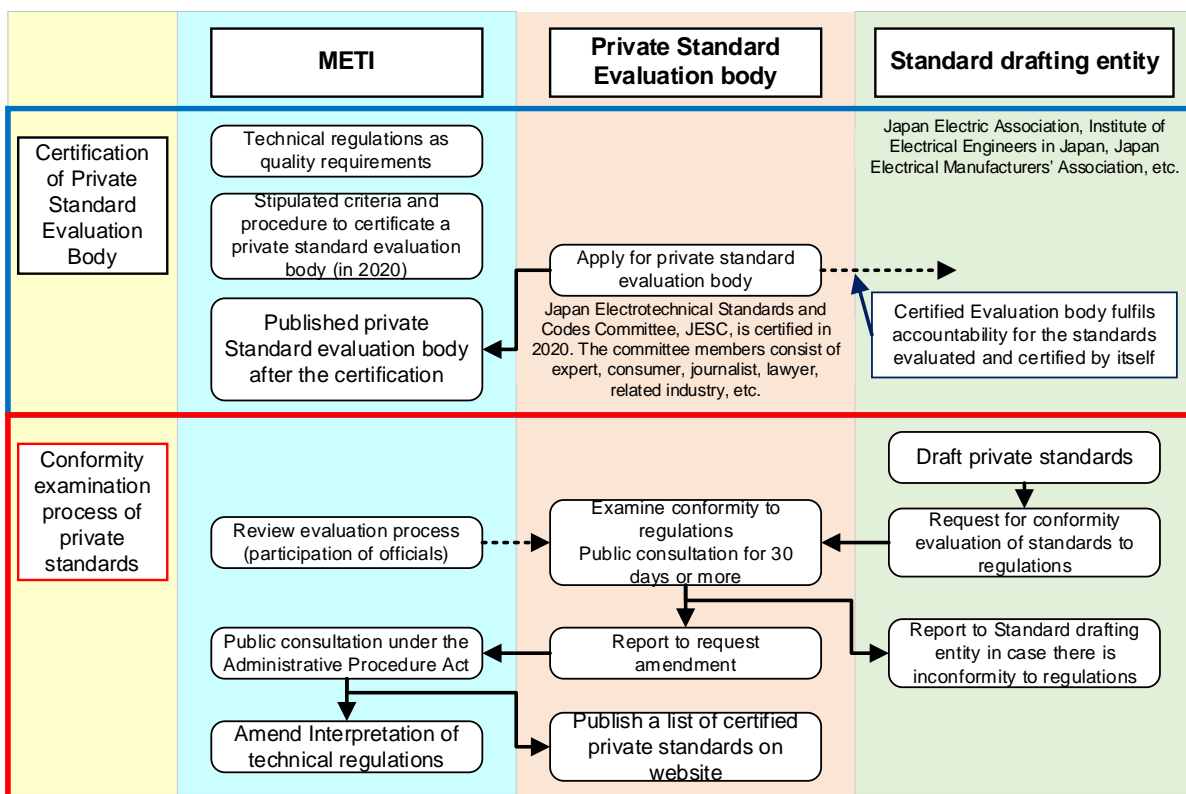 METI
Private Standard
Evaluation body
Standard drafting entity
Certification
of Private
Standard
Evaluation
Body
Technical regulations as
quality requirements
Stipulated criteria and
procedure to certificate a
private standard evaluation
body (in 2020)
Published private
Standard evaluation body
after the certification
Apply for private standard
evaluation body
Japan Electrotechnical Standards and
Codes Committee, JESC, is certified in
2020. The committee members consist of
expert, consumer, journalist, lawyer,
related industry, etc.
Japan Electric Association, Institute of
Electrical Engineers in Japan, Japan
Electrical Manufacturers’ Association, etc.
Certified Evaluation body fulfils
accountability for the standards
evaluated and certified by itself
Conformity
examination
process of
private
standards
Draft private standards
Request for conformity
evaluation of standards to
regulations
Examine conformity to
regulations
Public consultation for 30
days or more
Review evaluation process
(participation of officials)
Report to request
amendment
Report to Standard drafting
entity in case there is
inconformity to regulations
Public consultation under the
Administrative Procedure Act
Amend Interpretation of
technical regulations
Publish a list of certified
private standards on
website